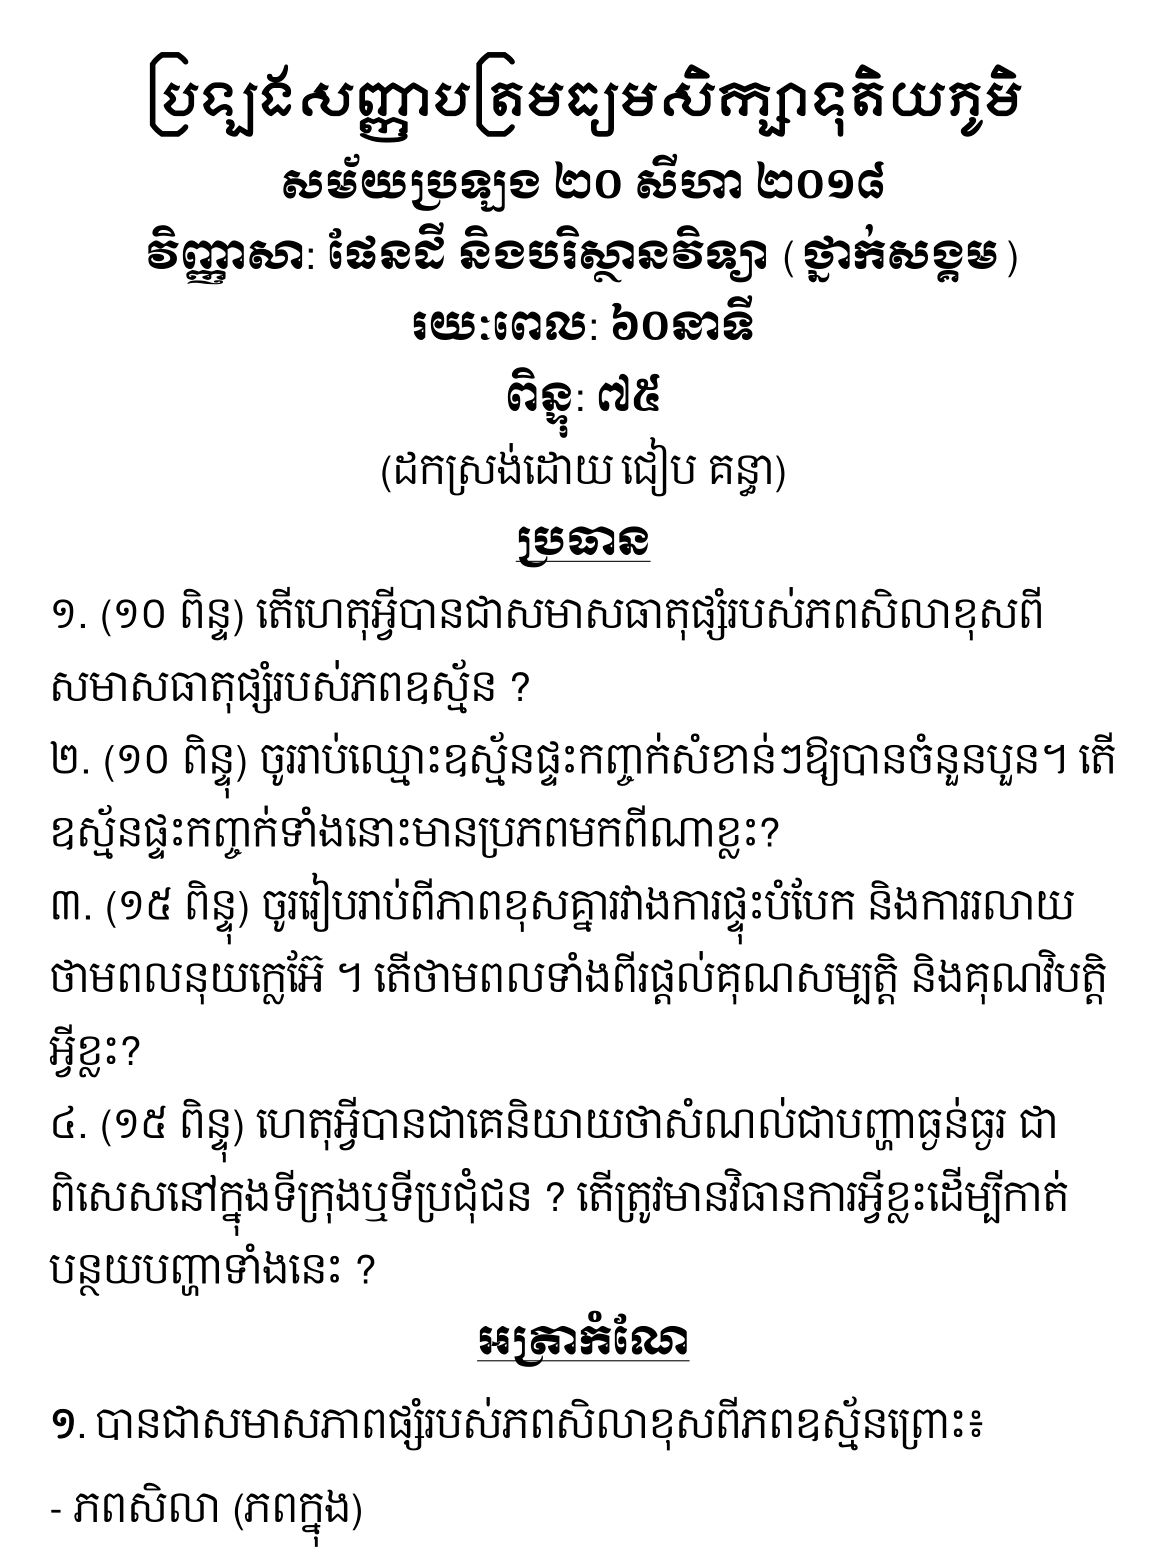 ប្រឡងសញ្ញាបត្រមធ្យមសិក្សាទុតិយភូមិ
សម័យប្រឡង ២០ សីហា ២០១៨
វិញ្ញាសា: ផែនដី និងបរិស្ថានវិទ្យា (ថ្នាក់សង្គម)
រយ:ពេល: ៦០នាទី
ពិន្ទុ: ៧៥
(ដកស្រង់ដោយ ជៀប គន្ធា)
ប្រធាន
១. (១០ ពិន្ទ) តើហេតុអ្វីបានជាសមាសធាតុផ្សំរបស់ភពសិលាខុសពី
សមាសធាតុផ្សំរបស់ភពឧស្ម័ន ?
២. (១០ ពិន្ទុ) ចូររាប់ឈ្មោះឧស្ម័នផ្ទះកញ្ចក់សំខាន់ៗឱ្យបានចំនួនបួន។ តើ
ឧស្ម័នផ្ទះកញ្ចក់ទាំងនោះមានប្រភពមកពីណាខ្លះ?
៣. (១៥ ពិន្ទុ) ចូររៀបរាប់ពីភាពខុសគ្នារវាងការផ្ទុះបំបែក និងការរលាយ
ថាមពលនុយក្លេអ៊ែ ។ តើថាមពលទាំងពីរផ្តល់គុណសម្បត្តិ និងគុណវិបត្តិ
អ្វីខ្លះ?
៤. (១៥ ពិន្ទុ) ហេតុអ្វីបានជាគេនិយាយថាសំណល់ជាបញ្ហាធ្ងន់ធ្ងរ ជា
ពិសេសនៅក្នុងទីក្រុងឬទីប្រជុំជន ? តើត្រូវមានវិធានការអ្វីខ្លះដើម្បីកាត់
បន្ថយបញ្ហាទាំងនេះ ?
អត្រាកំណែ
១. បានជាសមាសភាពផ្សំរបស់ភពសិលាខុសពីភពឧស្ម័នព្រោះ៖
- ភពសិលា (ភពក្នុង)